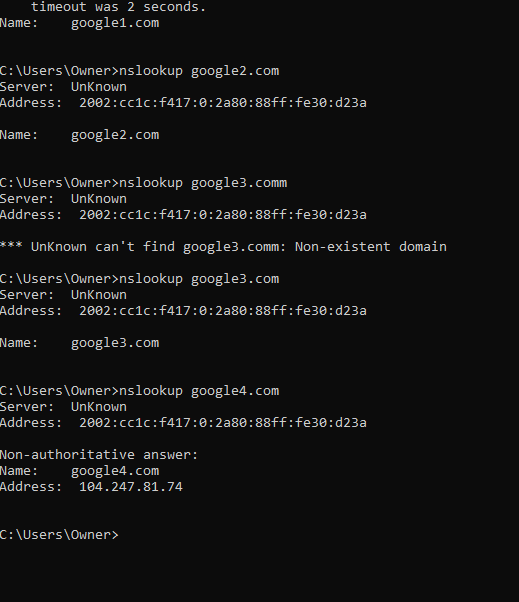 timeout was 2 seconds.
Name:    google1.com
C:\Users\Owner>nslookup google2.com
Server:  UnKnown
Address:  2002:cc1c:f417:0:2a80:88ff:fe30:d23a
Name:    google2.com
C:\Users\Owner>nslookup google3.comm
Server:  UnKnown
Address:  2002:cc1c:f417:0:2a80:88ff:fe30:d23a
*** UnKnown can't find google3.comm: Non-existent domain
C:\Users\Owner>nslookup google3.com
Server:  UnKnown
Address:  2002:cc1c:f417:0:2a80:88ff:fe30:d23a
Name:    google3.com
C:\Users\Owner>nslookup google4.com
Server:  UnKnown
Address:  2002:cc1c:f417:0:2a80:88ff:fe30:d23a
Non-authoritative answer:
Name:    google4.com
Address:  104.247.81.74
C:\Users\Owner>